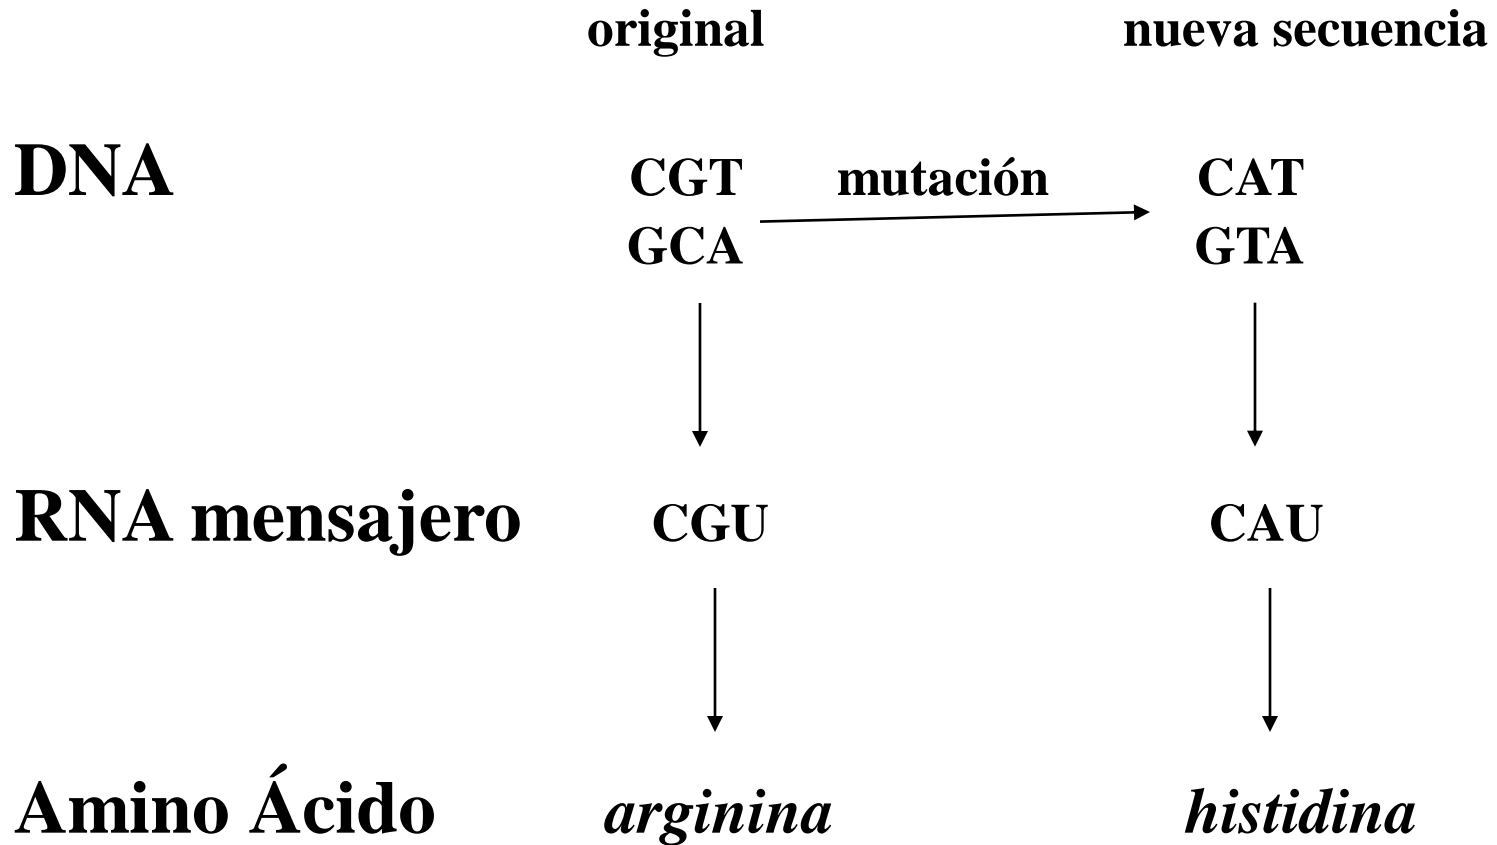 original nueva secuencia
DNA CGT mutación CAT
GCA GTA
RNA mensajero CGU CAU
Amino Ácido arginina histidina